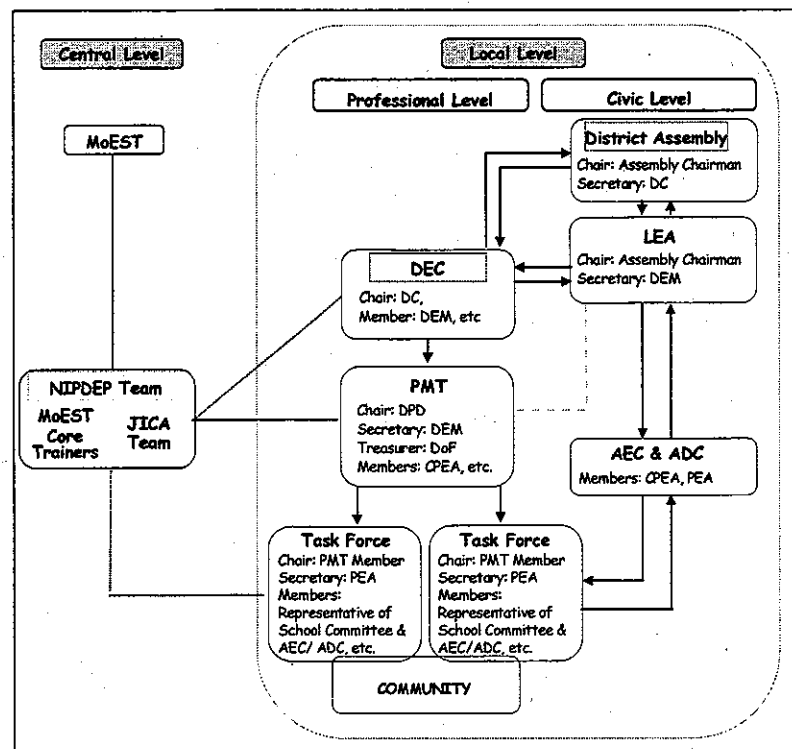 Central Level
Local Level
Professional Level
Civic Level
MoEST
District Assembly
Chair: Assembly Chairman
Secretary: DC
LEA
Chair: Assembly Chairman
Secretary: DEM
DEC
Chair: DC,
Member: DEM, etc
NIPDEP Team
MoEST
Core
Trainers
JICA
Team
PMT
Chair: DPD
Secretary: DEM
Treasurer: DoF
Members: CPEA, etc.
AEC & ADC
Members: CPEA, PEA
Task Force
Chair: PMT Member
Secretary: PEA
Members:
Representative of
School Committee &
AEC/ ADC, etc.
Task Force
Chair: PMT Member
Secretary: PEA
Members:
Representative of
School Committee &
AEC/ADC, etc.
COMMUNITY